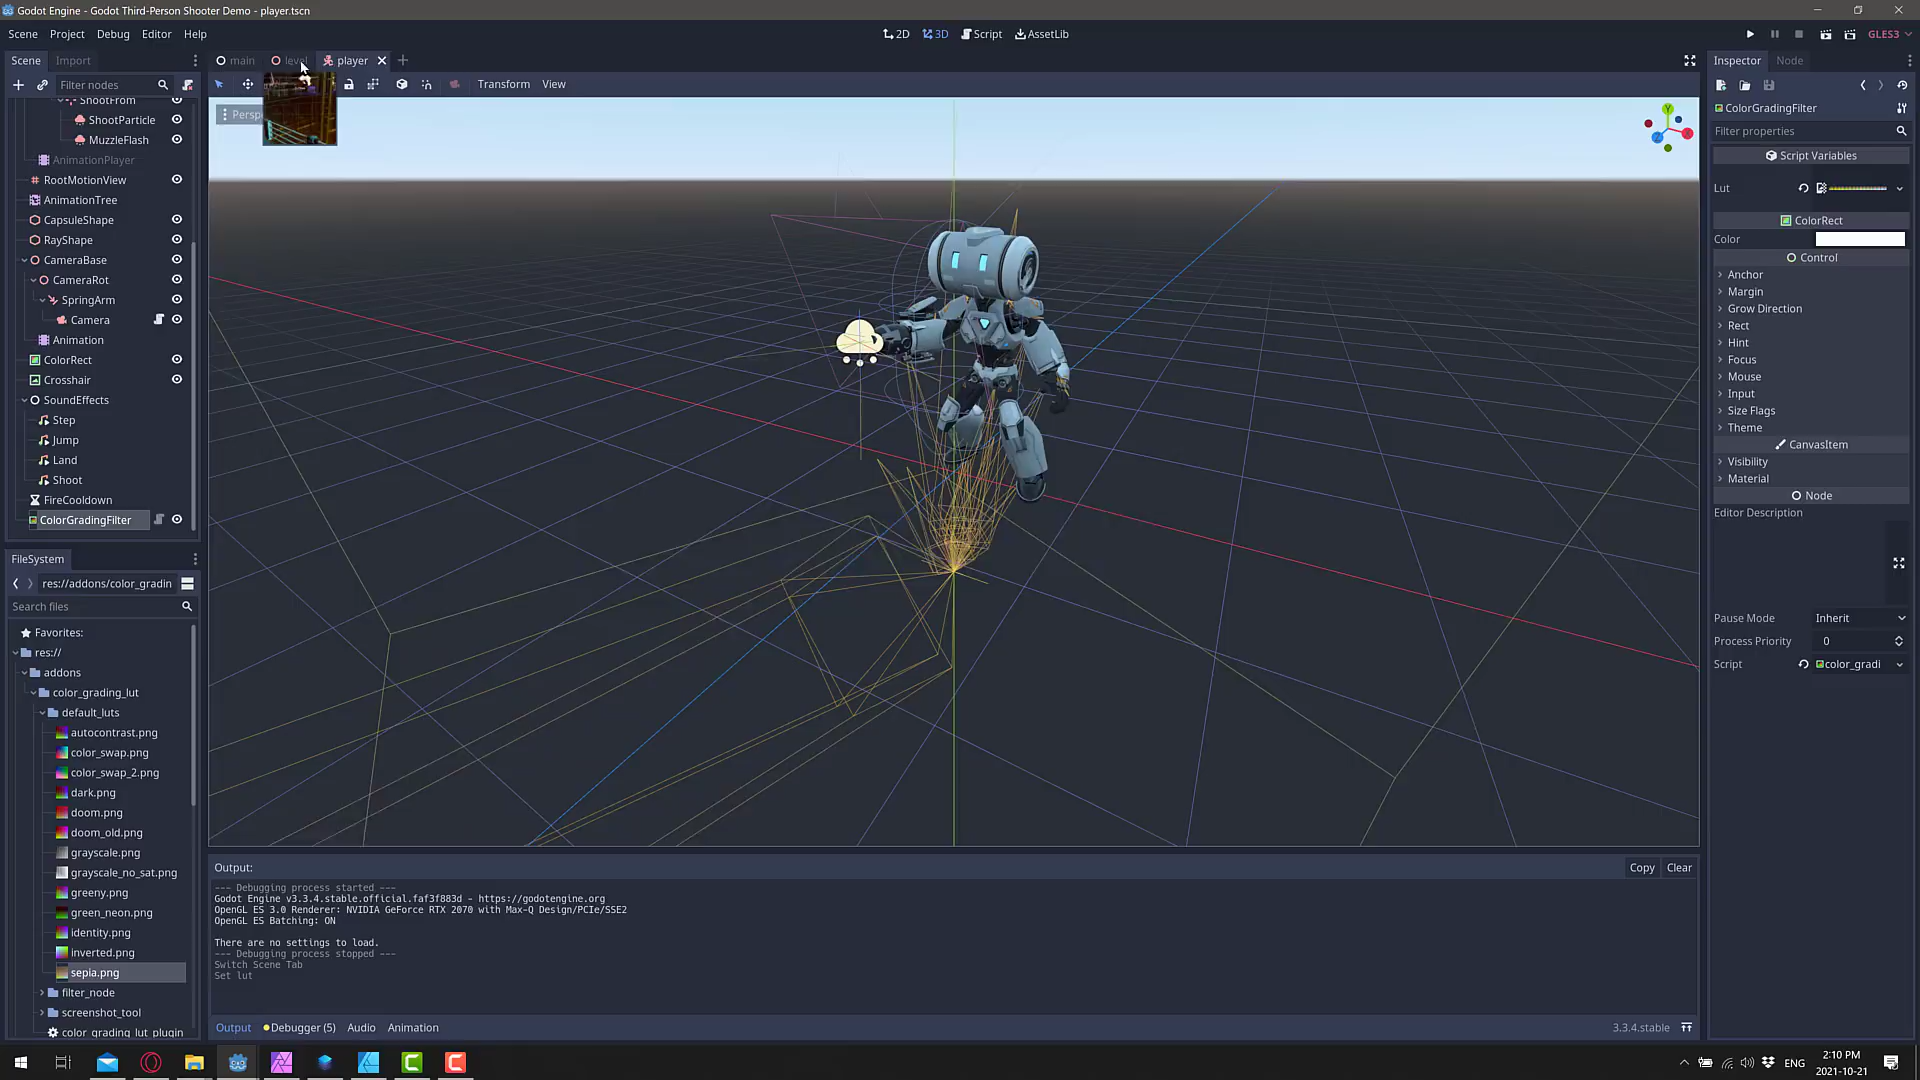 Godot Engine - Godot Third-Person Shooter Demo - player.tscn
Scene Project Debug Editor Help
2D 3D Script AssetLib
GLES3
Scene Import
main level player
Inspector Node
Filter nodes
Transform View
ShootFrom
ShootParticle
MuzzleFlash
AnimationPlayer
RootMotionView
AnimationTree
CapsuleShape
RayShape
CameraBase
CameraRot
SpringArm
Camera
Animation
ColorRect
Crosshair
SoundEffects
Step
Jump
Land
Shoot
FireCooldown
ColorGradingFilter
FileSystem
res://addons/color_gradin
Search files
Favorites:
res://
addons
color_grading_lut
default_luts
autocontrast.png
color_swap.png
color_swap_2.png
dark.png
doom.png
doom_old.png
grayscale.png
grayscale_no_sat.png
greeny.png
green_neon.png
identity.png
inverted.png
sepia.png
filter_node
screenshot_tool
color_grading_lut_plugin
Persp
Y
X
Z
Output:
Copy Clear
--- Debugging process started ---
Godot Engine v3.3.4.stable.official.faf3f883d - https://godotengine.org
OpenGL ES 3.0 Renderer: NVIDIA GeForce RTX 2070 with Max-Q Design/PCIe/SSE2
OpenGL ES Batching: ON
There are no settings to load.
--- Debugging process stopped ---
Switch Scene Tab
Set lut
Output Debugger (5) Audio Animation
3.3.4.stable
ColorGradingFilter
Filter properties
Script Variables
Lut
ColorRect
Color
Control
Anchor
Margin
Grow Direction
Rect
Hint
Focus
Mouse
Input
Size Flags
Theme
CanvasItem
Visibility
Material
Node
Editor Description
Pause Mode Inherit
Process Priority 0
Script color_gradi
ENG
2:10 PM
2021-10-21